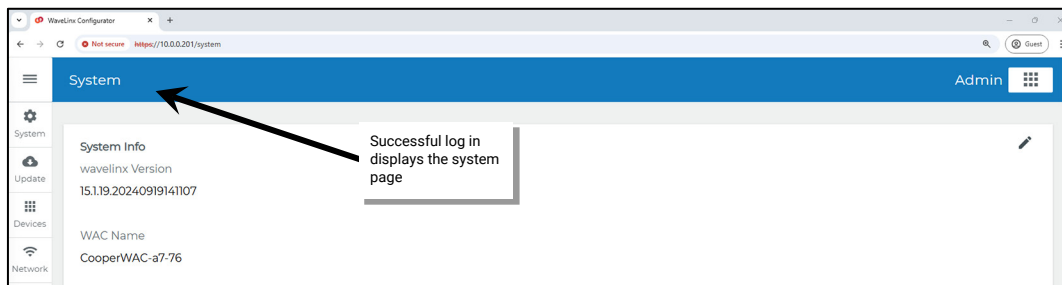 WaveLinx Configurator
Not secure https://10.0.0.201/system
Guest
System
Admin
System
Update
Devices
Network
System Info
wavelinx Version
15.1.19.20240919141107
WAC Name
CooperWAC-a7-76
Successful log in
displays the system
page